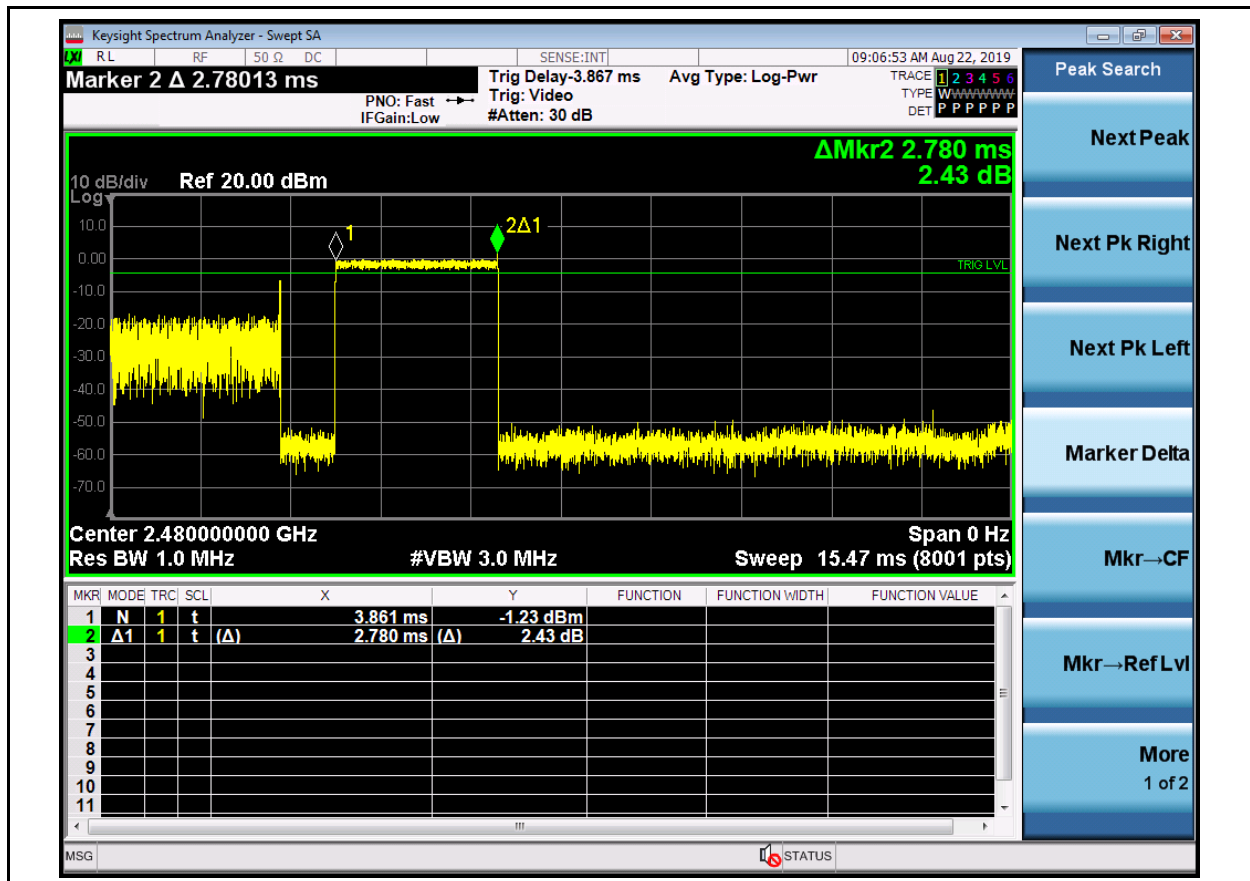 Keysight Spectrum Analyzer - Swept SA
LXI RL RF 50 Ω DC SENSE:INT 09:06:53 AM Aug 22, 2019
Marker 2 Δ 2.78013 ms
PNO: Fast
IFGain:Low
Trig Delay-3.867 ms
Trig: Video
#Atten: 30 dB
Avg Type: Log-Pwr
TRACE 1 2 3 4 5 6
TYPE WWWWWW
DET P P P P P P
ΔMkr2 2.780 ms
2.43 dB
10 dB/div Ref 20.00 dBm
Log
10.0
0.00
-10.0
-20.0
-30.0
-40.0
-50.0
-60.0
-70.0
1
2Δ1
TRIG LVL
Center 2.480000000 GHz Span 0 Hz
Res BW 1.0 MHz #VBW 3.0 MHz Sweep 15.47 ms (8001 pts)
MKR MODE TRC SCL X Y FUNCTION FUNCTION WIDTH FUNCTION VALUE
1 N 1 t 3.861 ms -1.23 dBm
2 Δ1 1 t (Δ) 2.780 ms (Δ) 2.43 dB
3
4
5
6
7
8
9
10
11
MSG STATUS
Peak Search
Next Peak
Next Pk Right
Next Pk Left
Marker Delta
Mkr→CF
Mkr→Ref Lvl
More
1 of 2